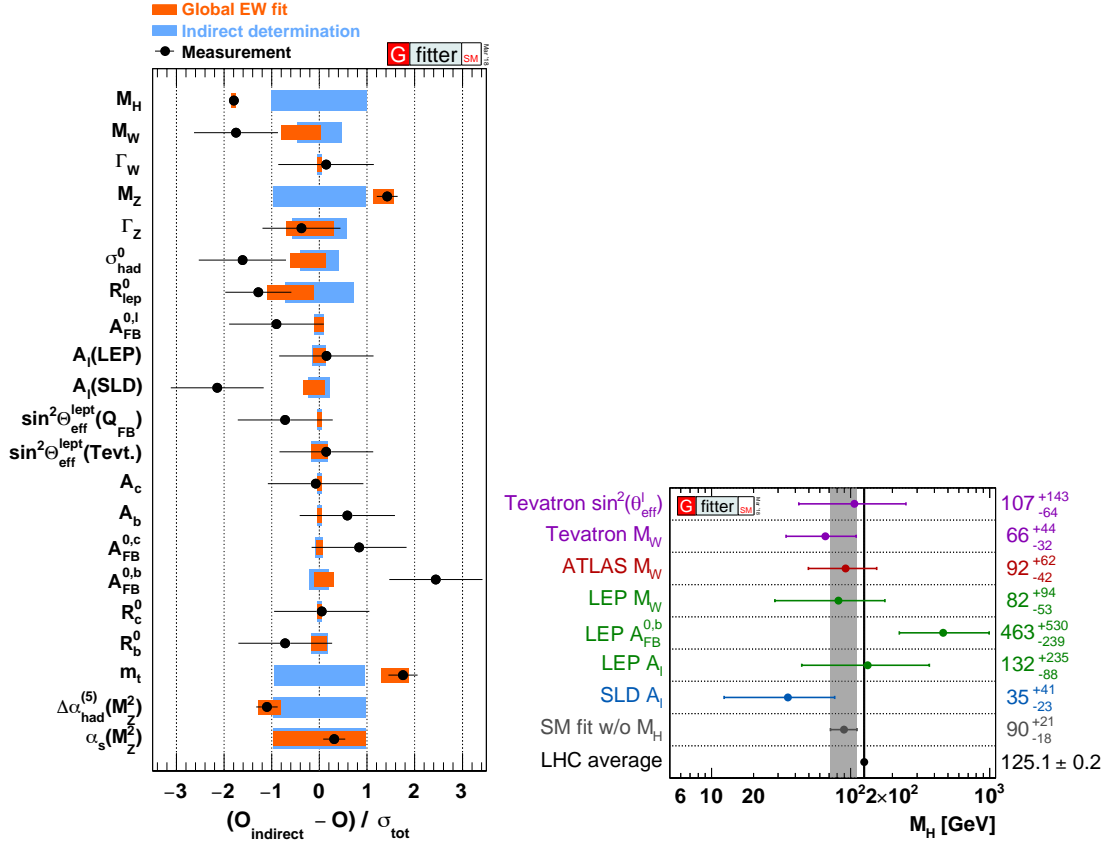 Global EW fit
Indirect determination
Measurement
G fitter SM Mar '18
M_H
M_W
Γ_W
M_Z
Γ_Z
σ^0_had
R^0_lep
A^{0,l}_FB
A_l(LEP)
A_l(SLD)
sin²Θ^lept_eff(Q_FB)
sin²Θ^lept_eff(Tevt.)
A_c
A_b
A^{0,c}_FB
A^{0,b}_FB
R^0_c
R^0_b
m_t
Δα^(5)_had(M²_Z)
α_s(M²_Z)
−3 −2 −1 0 1 2 3
(O_indirect − O) / σ_tot
G fitter SM Mar '18
Tevatron sin²(θ^l_eff) 107 +143 -64
Tevatron M_W 66 +44 -32
ATLAS M_W 92 +62 -42
LEP M_W 82 +94 -53
LEP A^{0,b}_FB 463 +530 -239
LEP A_l 132 +235 -88
SLD A_l 35 +41 -23
SM fit w/o M_H 90 +21 -18
LHC average 125.1 ± 0.2
6 10 20 10² 2×10² 10³
M_H [GeV]